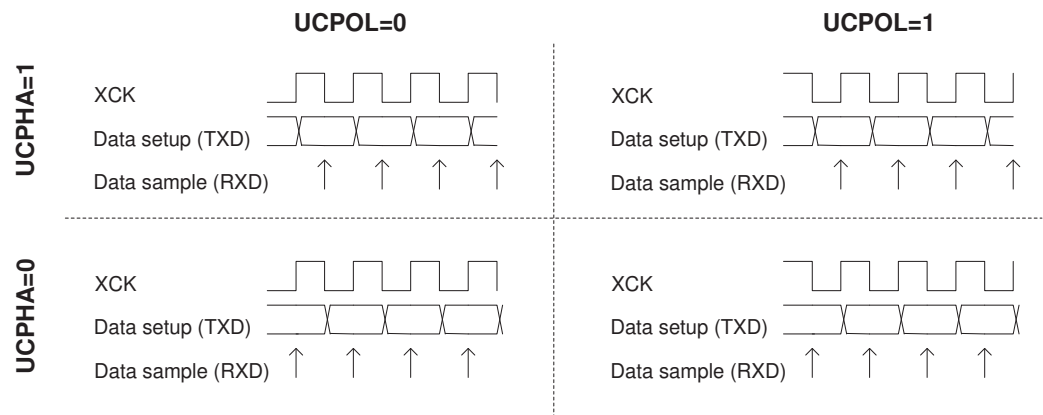 UCPOL=0
UCPOL=1
UCPHA=1
XCK
Data setup (TXD)
Data sample (RXD)
XCK
Data setup (TXD)
Data sample (RXD)
UCPHA=0
XCK
Data setup (TXD)
Data sample (RXD)
XCK
Data setup (TXD)
Data sample (RXD)